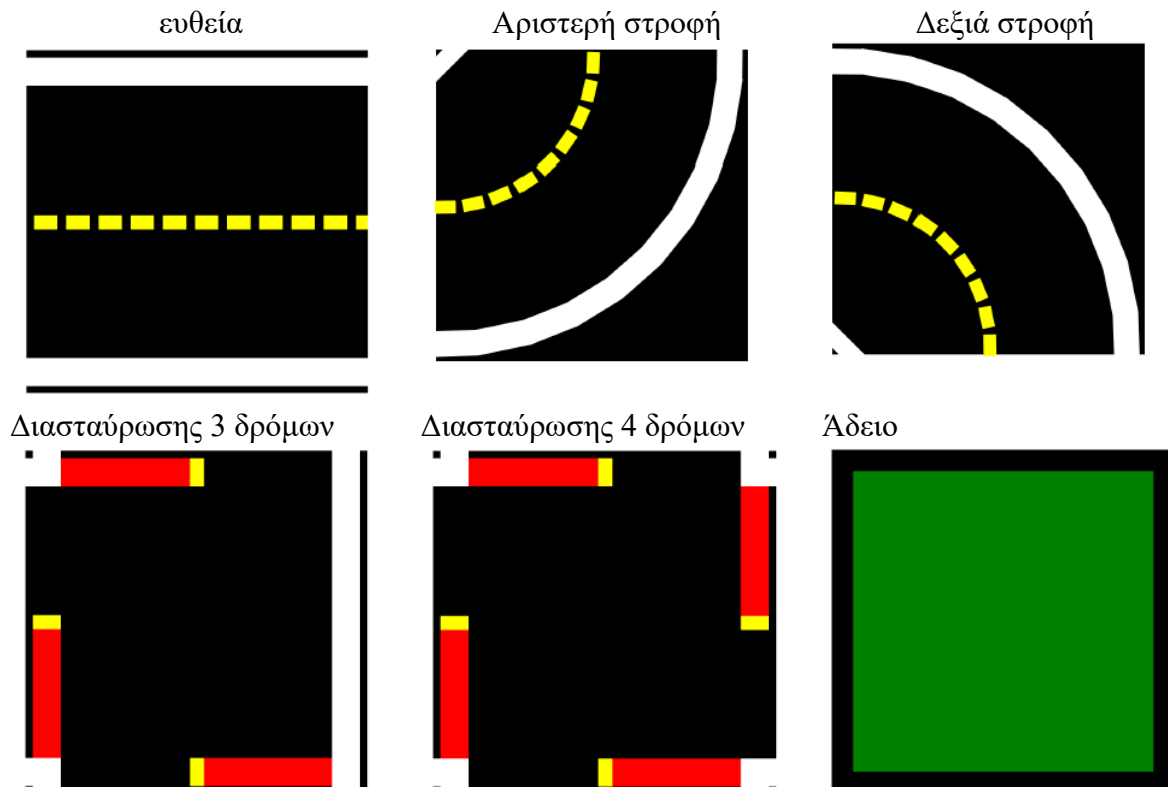 ευθεία
Αριστερή στροφή
Δεξιά στροφή
Διασταύρωσης 3 δρόμων
Διασταύρωσης 4 δρόμων
Άδειο